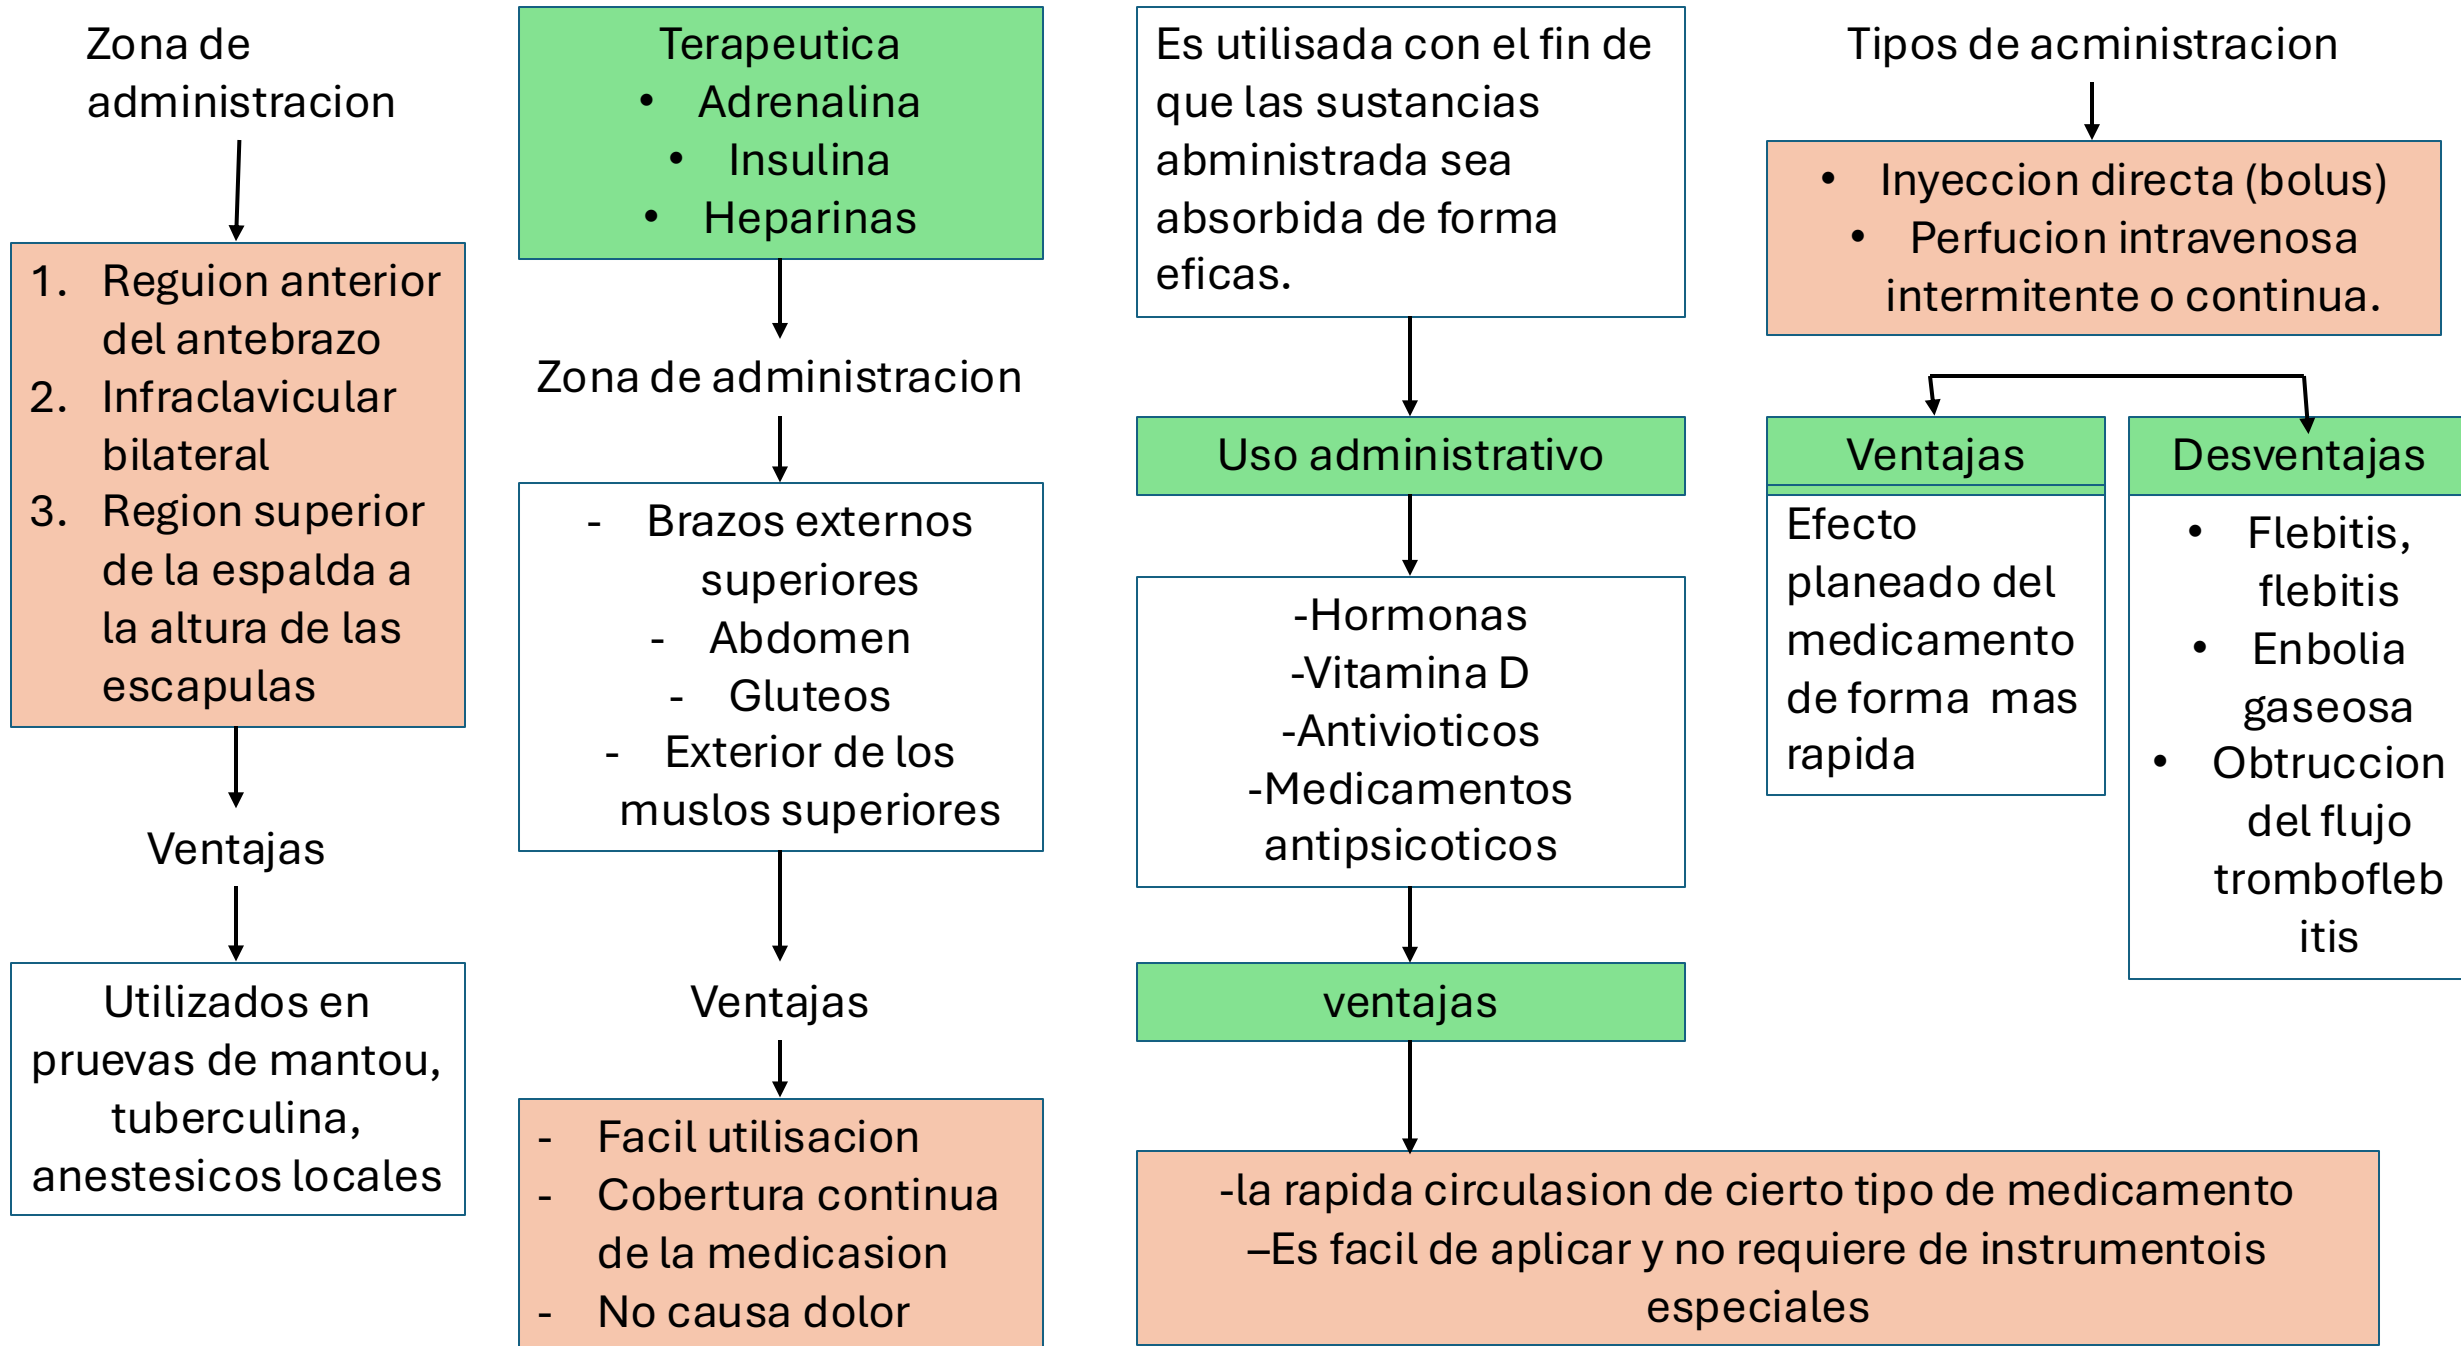 Zona de
administracion
1. Reguion anterior
del antebrazo
2. Infraclavicular
bilateral
3. Region superior
de la espalda a
la altura de las
escapulas
Ventajas
Utilizados en
pruevas de mantou,
tuberculina,
anestesicos locales
Terapeutica
• Adrenalina
• Insulina
• Heparinas
Zona de administracion
- Brazos externos
superiores
- Abdomen
- Gluteos
- Exterior de los
muslos superiores
Ventajas
- Facil utilisacion
- Cobertura continua
de la medicasion
- No causa dolor
Es utilisada con el fin de
que las sustancias
abministrada sea
absorbida de forma
eficas.
Uso administrativo
-Hormonas
-Vitamina D
-Antivioticos
-Medicamentos
antipsicoticos
ventajas
-la rapida circulasion de cierto tipo de medicamento
–Es facil de aplicar y no requiere de instrumentois
especiales
Tipos de acministracion
• Inyeccion directa (bolus)
• Perfucion intravenosa
intermitente o continua.
Ventajas
Efecto
planeado del
medicamento
de forma mas
rapida
Desventajas
• Flebitis,
flebitis
• Enbolia
gaseosa
• Obtruccion
del flujo
trombofleb
itis